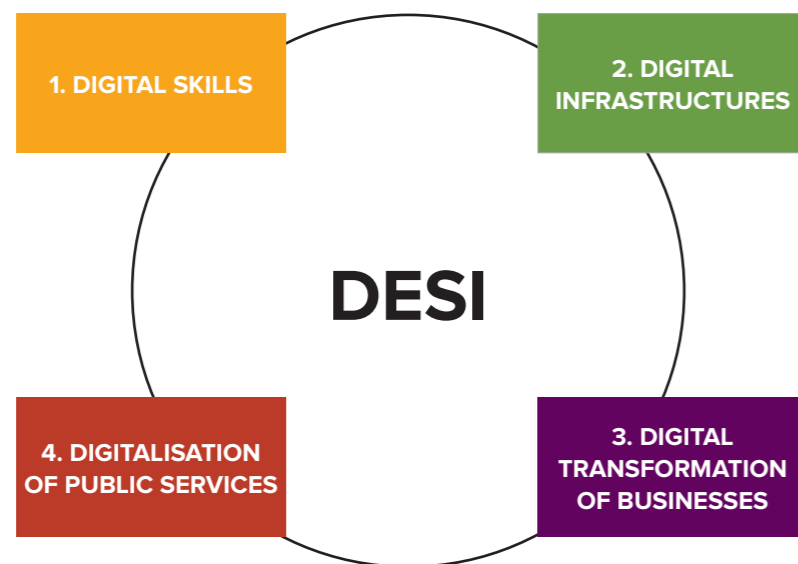 1. DIGITAL SKILLS
2. DIGITAL
INFRASTRUCTURES
DESI
4. DIGITALISATION
OF PUBLIC SERVICES
3. DIGITAL
TRANSFORMATION
OF BUSINESSES